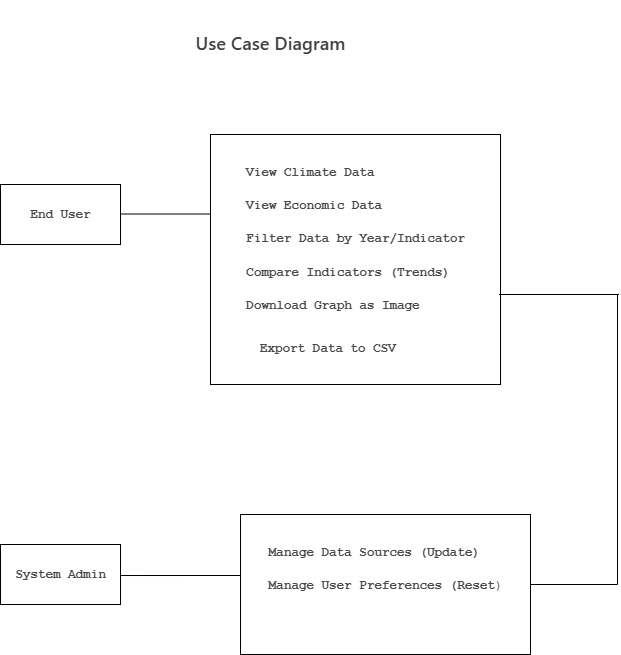 Use Case Diagram
View Climate Data
View Economic Data
End User
Filter Data by Year/Indicator
Compare Indicators (Trends)
Download Graph as Image
Export Data to CSV
Manage Data Sources (Update)
System Admin
Manage User Preferences (Reset)